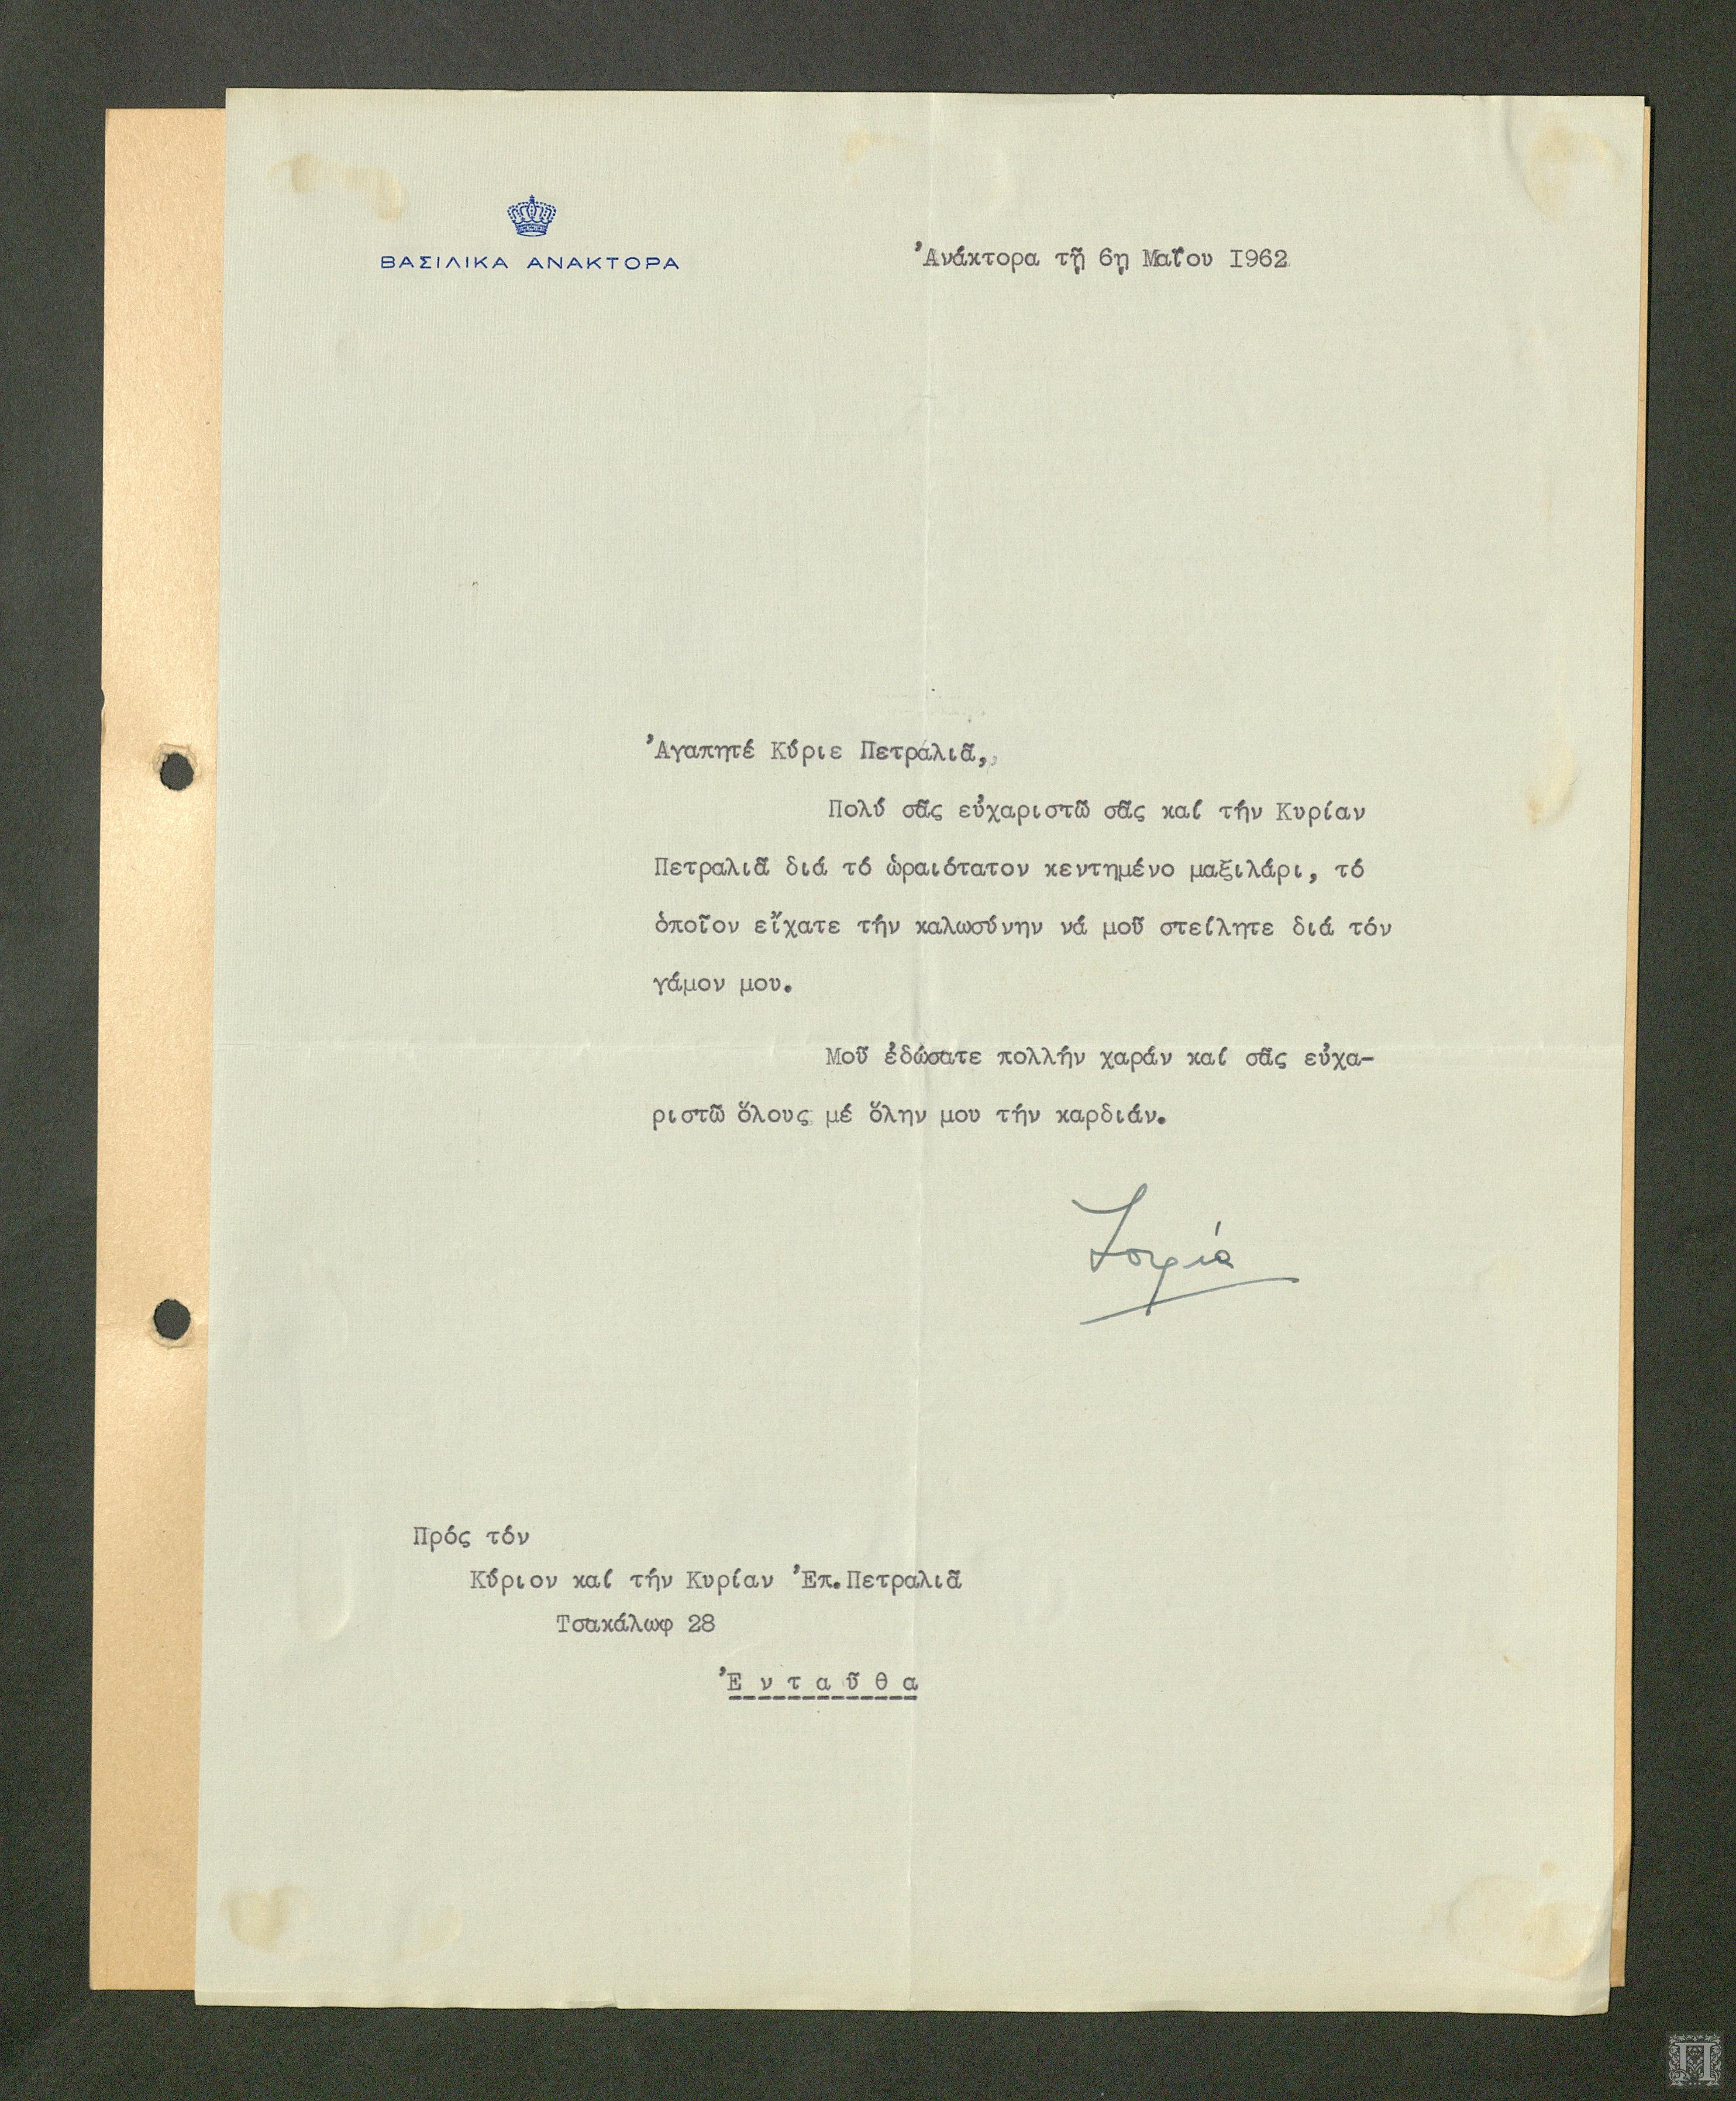 ΒΑΣΙΛΙΚΑ ΑΝΑΚΤΟΡΑ
Ἀνάκτορα τῇ 6ῃ Μαΐου I962
Ἀγαπητέ Κύριε Πετραλιᾶ,,
Πολύ σᾶς εὐχαριστῶ σᾶς καί τήν Κυρίαν
Πετραλιᾶ διά τό ὡραιότατον κεντημένο μαξιλάρι, τό
ὁποῖον εἴχατε τήν καλωσύνην νά μοῦ στείλητε διά τόν
γάμον μου.
Μοῦ ἐδώσατε πολλήν χαράν καί σᾶς εὐχα-
ριστῶ ὅλους μέ ὅλην μου τήν καρδιάν.
Σοφία
Πρός τόν
Κύριον καί τήν Κυρίαν Ἐπ.Πετραλιᾶ
Τσακάλωφ 28
Ἐνταῦθα